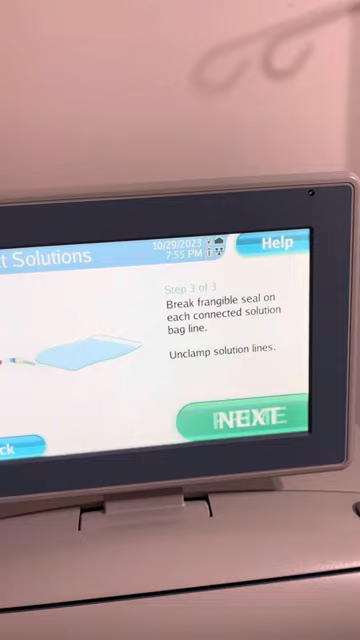 t Solutions
10/29/2023
7:55 PM
Help
Step 3 of 3
Break frangible seal on
each connected solution
bag line.
Unclamp solution lines.
NEXT
ck